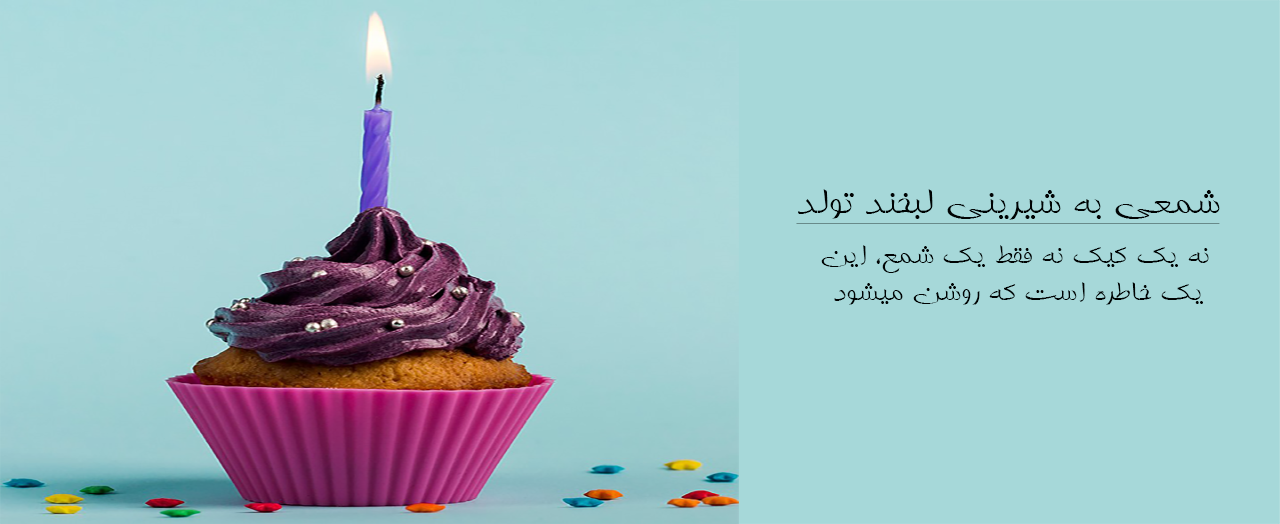 شمعی به شیرینی لبخند تولد
نه یک کیک نه فقط یک شمع، این
یک خاطره است که روشن میشود